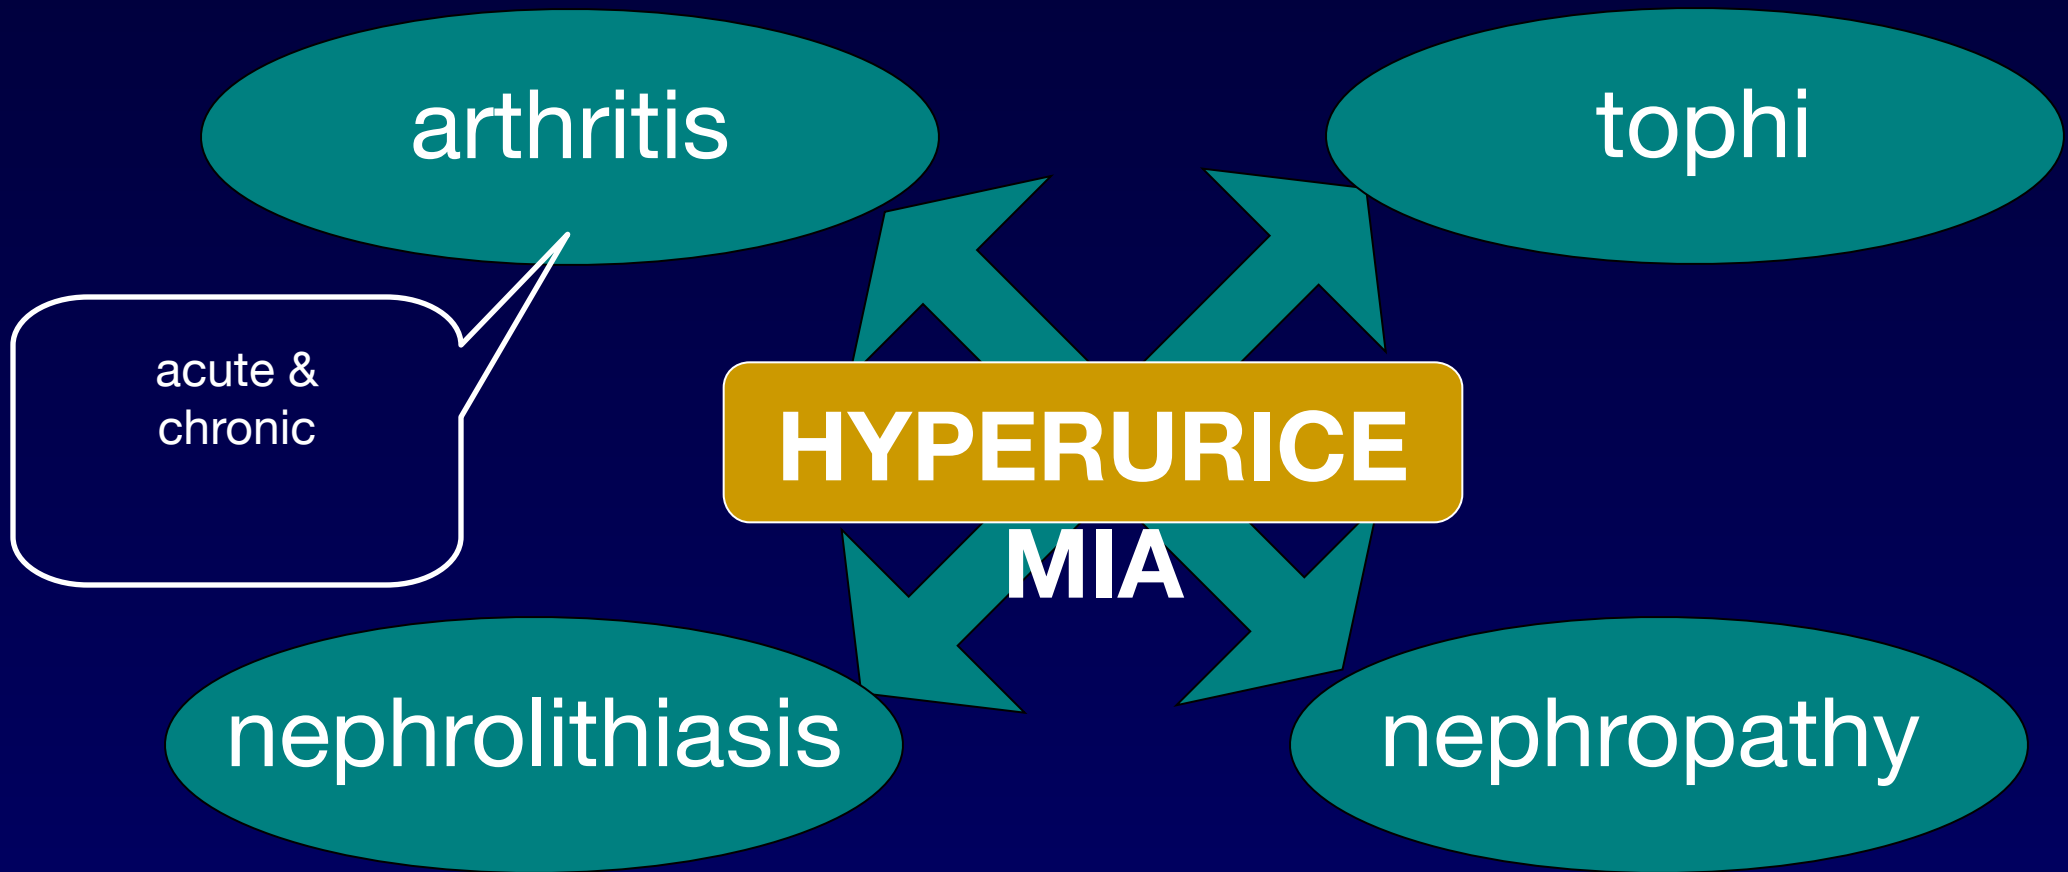 arthritis
tophi
acute &
chronic
HYPERURICE
MIA
nephrolithiasis
nephropathy